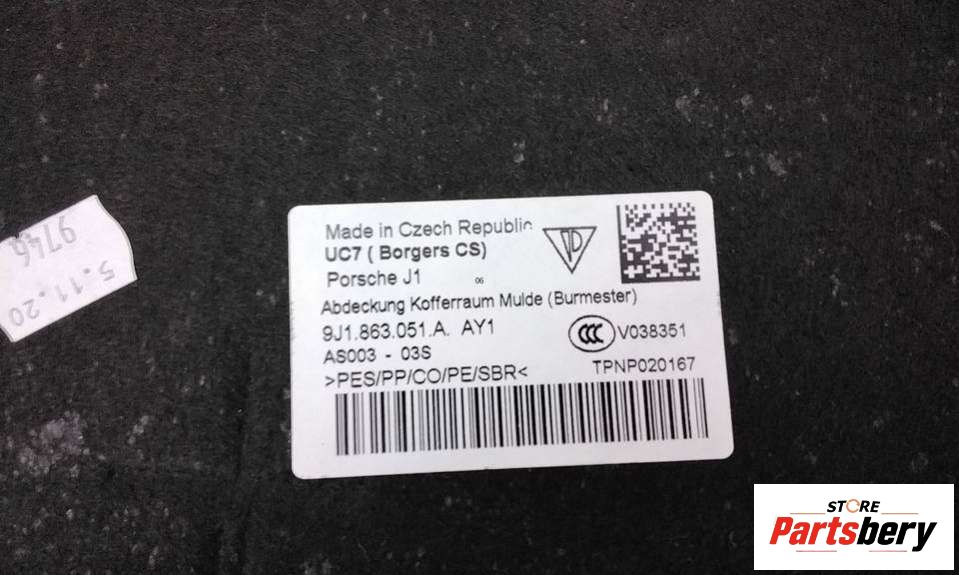 9746
5.11.20
Made in Czech Republic
UC7 ( Borgers CS)
Porsche J1 06
Abdeckung Kofferraum Mulde (Burmester)
9J1.863.051.A. AY1
CCC V038351
AS003 - 03S
TPNP020167
>PES/PP/CO/PE/SBR<
STORE
Partsbery